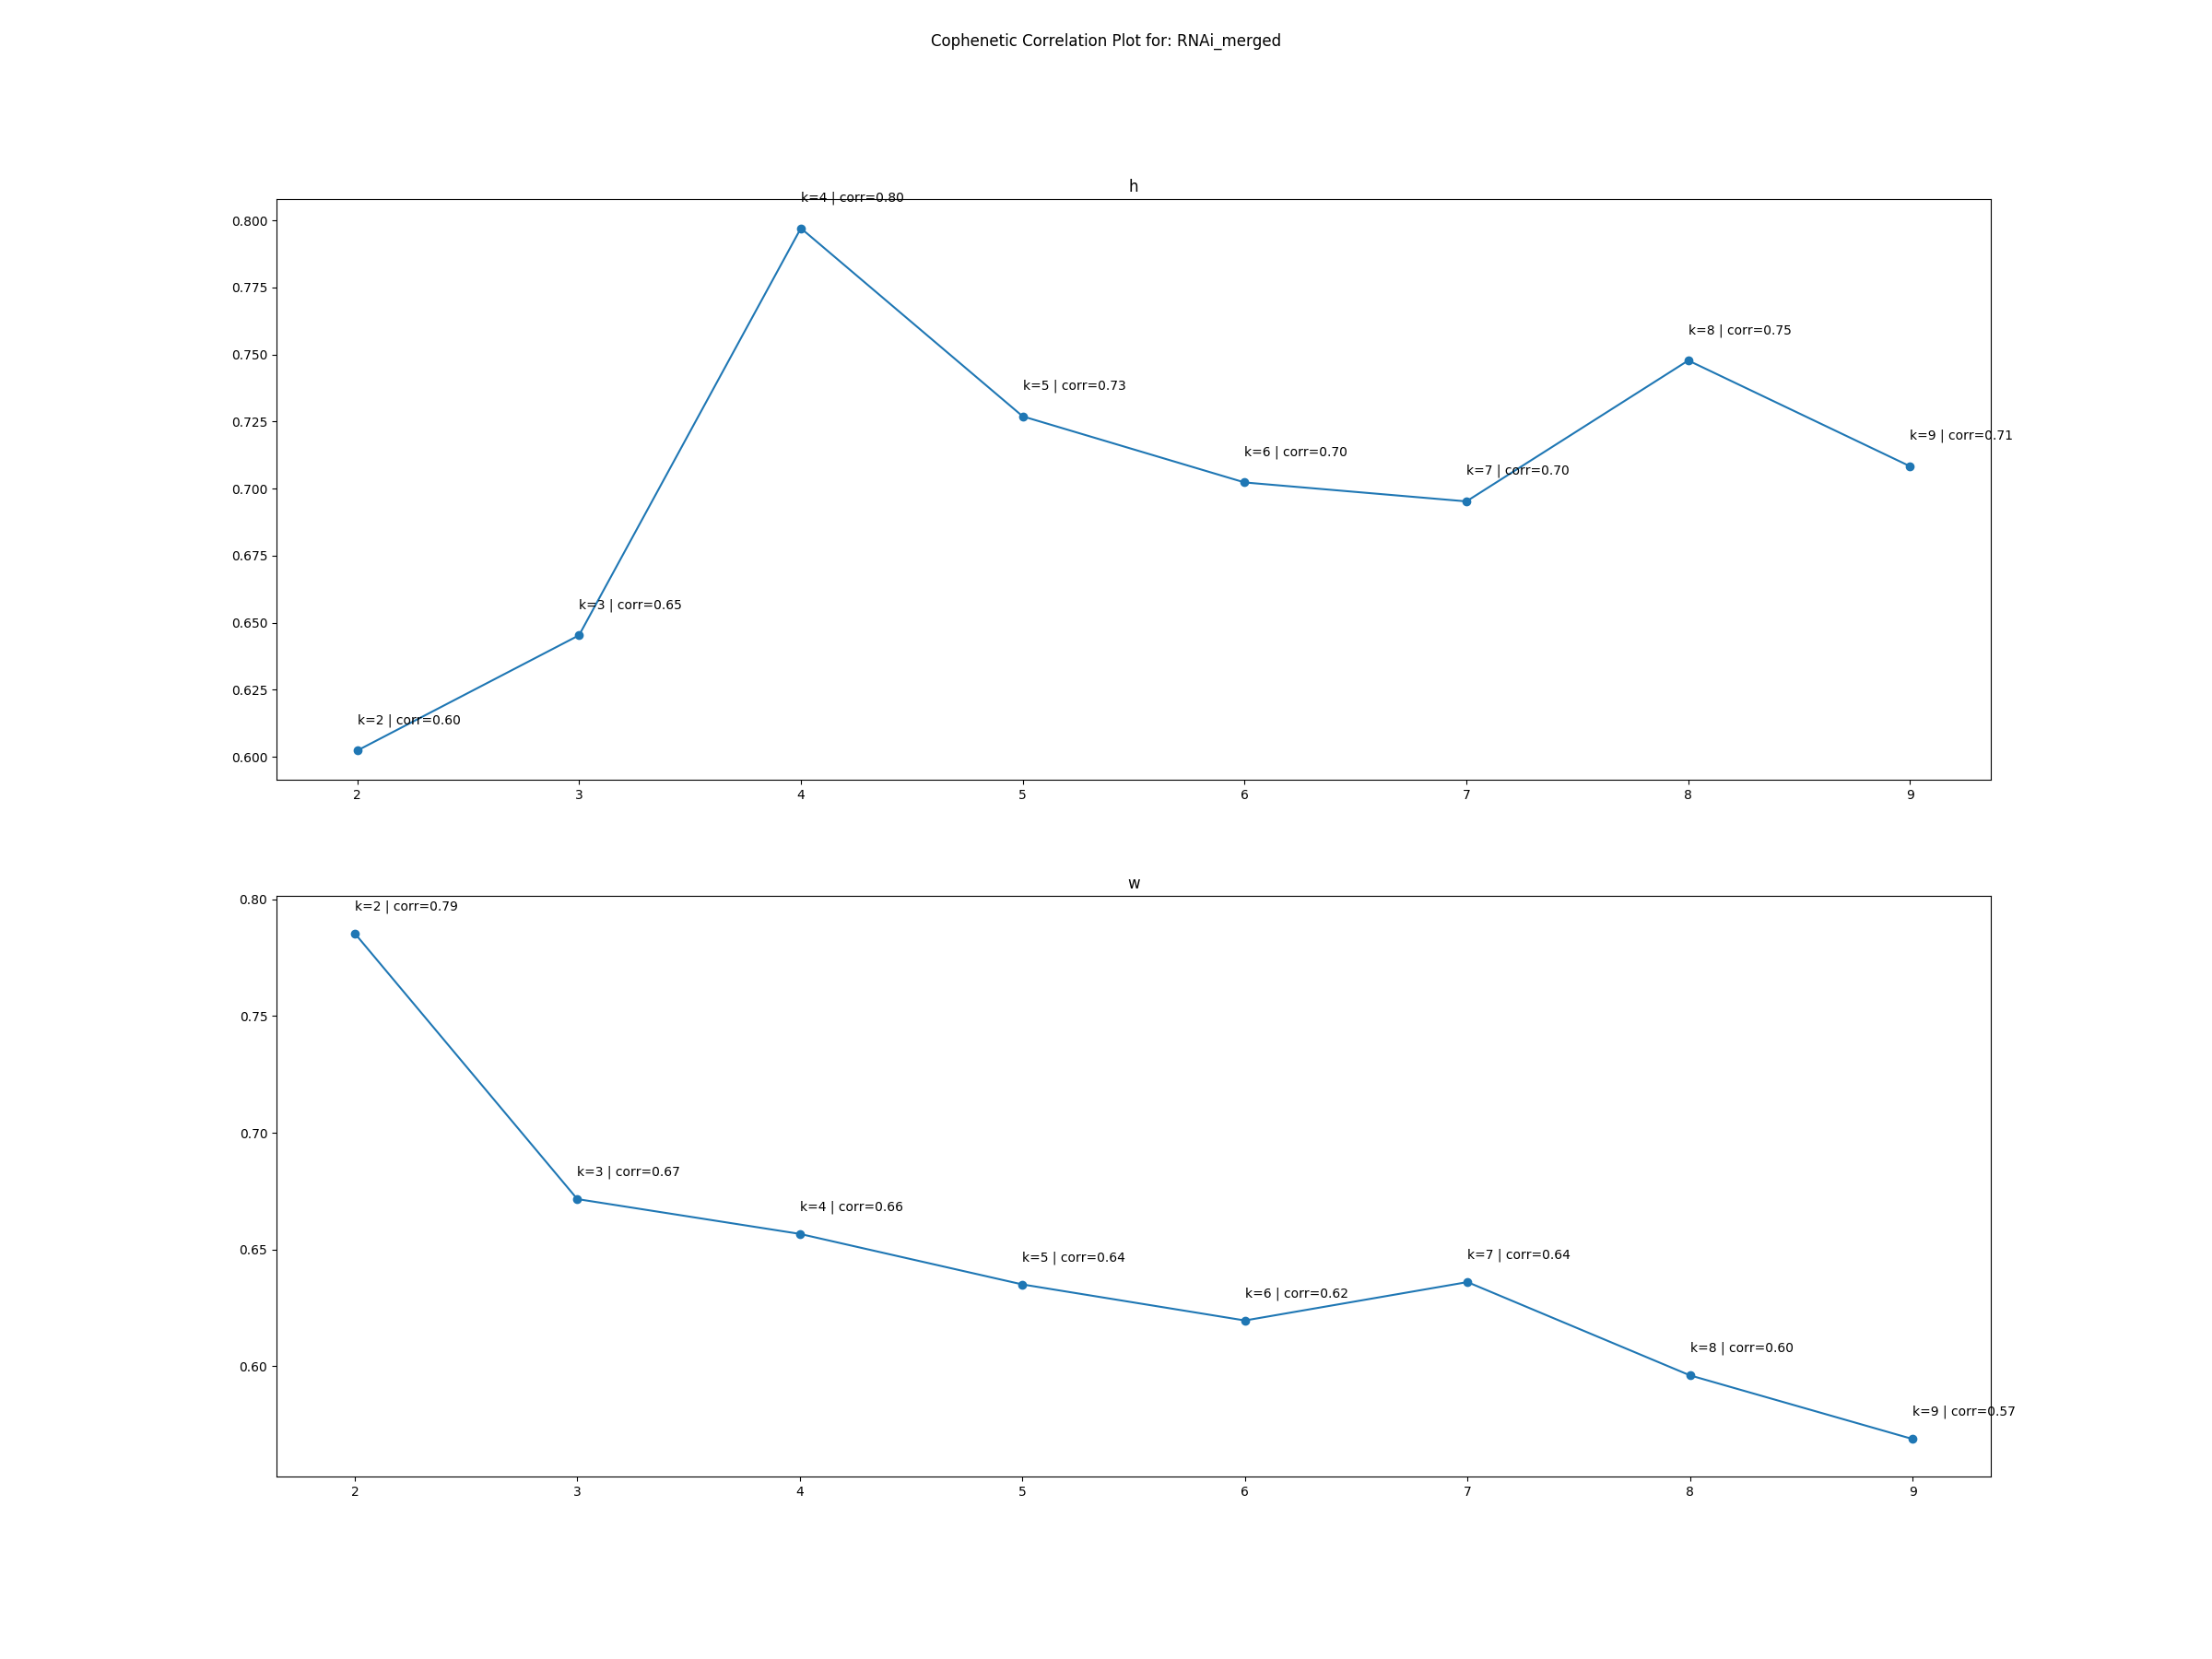 Cophenetic Correlation Plot for: RNAi_merged
h
k=4 | corr=0.80
0.800
0.775
k=8 | corr=0.75
0.750
k=5 | corr=0.73
0.725
k=9 | corr=0.71
k=6 | corr=0.70
k=7 | corr=0.70
0.700
0.675
k=3 | corr=0.65
0.650
0.625
k=2 | corr=0.60
0.600
2 3 4 5 6 7 8 9
w
0.80
k=2 | corr=0.79
0.75
0.70
k=3 | corr=0.67
k=4 | corr=0.66
0.65
k=5 | corr=0.64
k=7 | corr=0.64
k=6 | corr=0.62
0.60
k=8 | corr=0.60
k=9 | corr=0.57
2 3 4 5 6 7 8 9